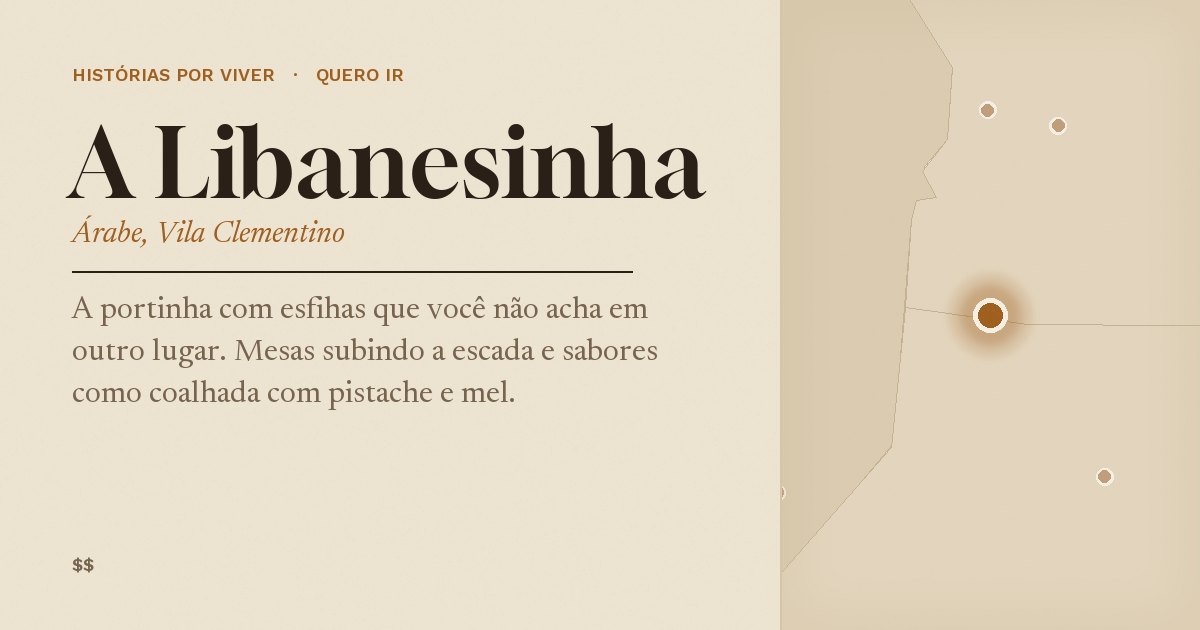 HISTÓRIAS POR VIVER · QUERO IR
A Libanesinha
Árabe, Vila Clementino
A portinha com esfihas que você não acha em
outro lugar. Mesas subindo a escada e sabores
como coalhada com pistache e mel.
$$